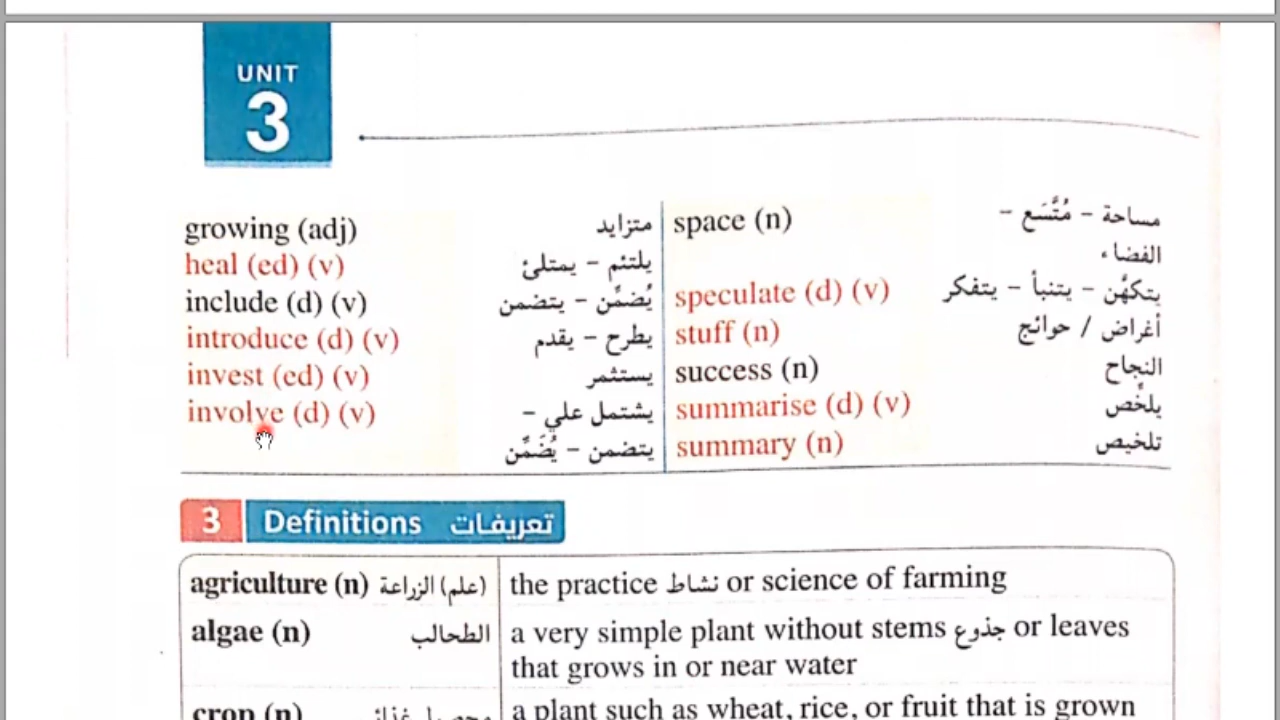 UNIT
3
growing (adj) متزايد
heal (ed) (v) يلتئم – يمتلئ
include (d) (v) يُضمِّن – يتضمن
introduce (d) (v) يطرح – يقدم
invest (ed) (v) يستثمر
involve (d) (v) يشتمل علي –
يتضمن – يُضَمِّن
space (n) مساحة – مُتَّسَع –
الفضاء
speculate (d) (v) يتكهَّن – يتنبأ – يتفكر
stuff (n) أغراض / حوائج
success (n) النجاح
summarise (d) (v) يلخِّص
summary (n) تلخيص
3 Definitions تعريفات
agriculture (n) (علم) الزراعة the practice نشاط or science of farming
algae (n) الطحالب a very simple plant without stems جذوع or leaves
that grows in or near water
crop (n) محصول غذائي a plant such as wheat, rice, or fruit that is grown